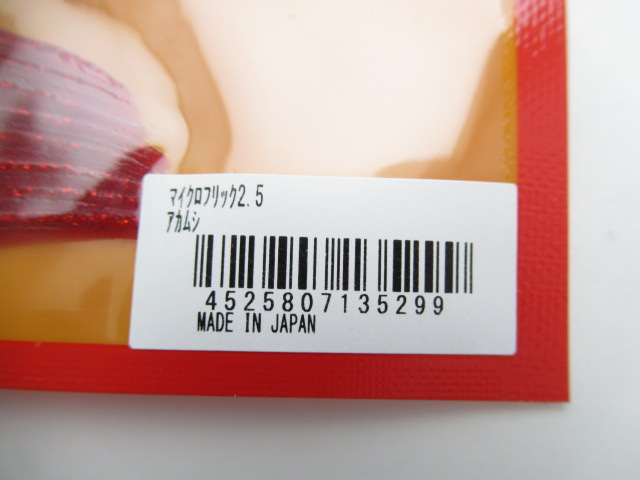 ﾏｲｸﾛﾌﾘｯｸ2.5
ｱｶﾑｼ
4525807135299
MADE IN JAPAN